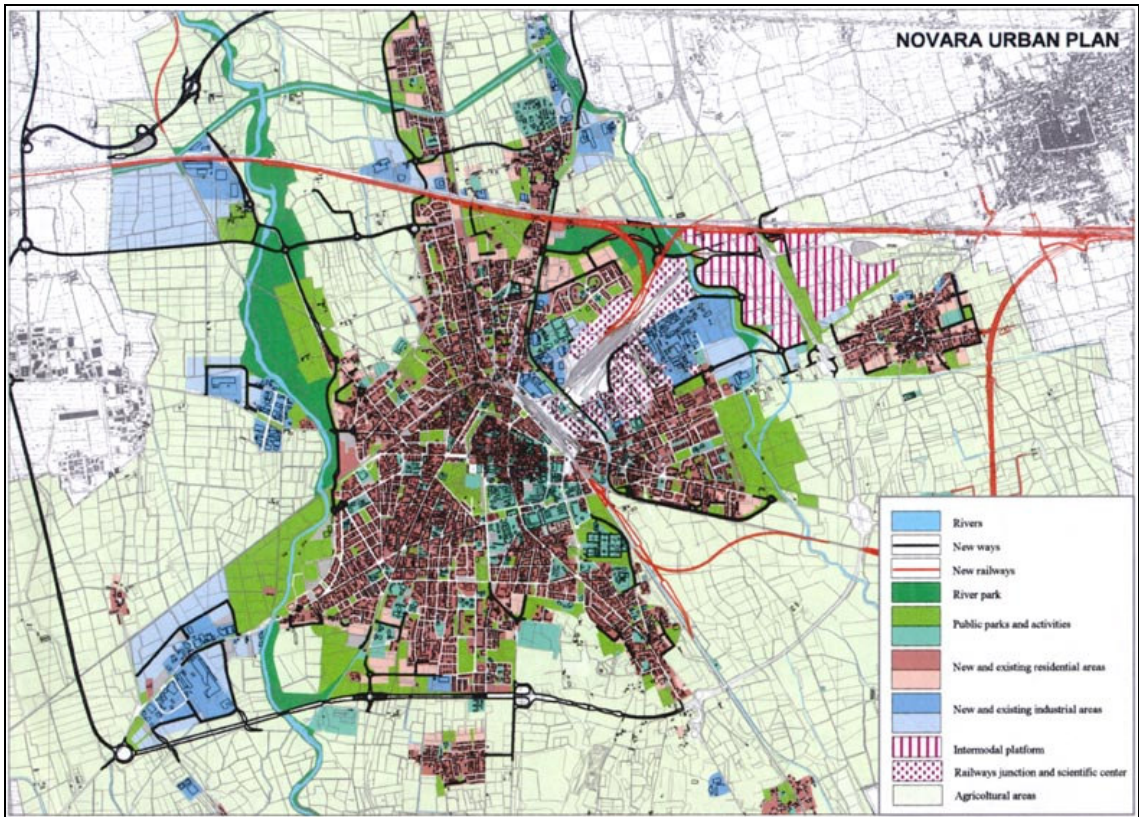 NOVARA URBAN PLAN
Rivers
New ways
New railways
River park
Public parks and activities
New and existing residential areas
New and existing industrial areas
Intermodal platform
Railways junction and scientific center
Agricoltural areas